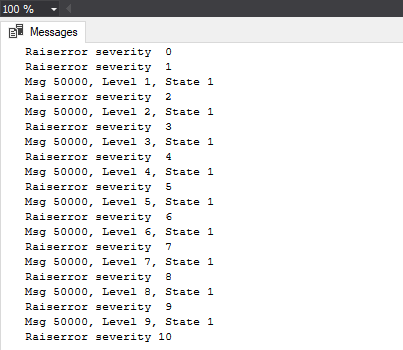 100 %
Messages
Raiserror severity  0
Raiserror severity  1
Msg 50000, Level 1, State 1
Raiserror severity  2
Msg 50000, Level 2, State 1
Raiserror severity  3
Msg 50000, Level 3, State 1
Raiserror severity  4
Msg 50000, Level 4, State 1
Raiserror severity  5
Msg 50000, Level 5, State 1
Raiserror severity  6
Msg 50000, Level 6, State 1
Raiserror severity  7
Msg 50000, Level 7, State 1
Raiserror severity  8
Msg 50000, Level 8, State 1
Raiserror severity  9
Msg 50000, Level 9, State 1
Raiserror severity 10